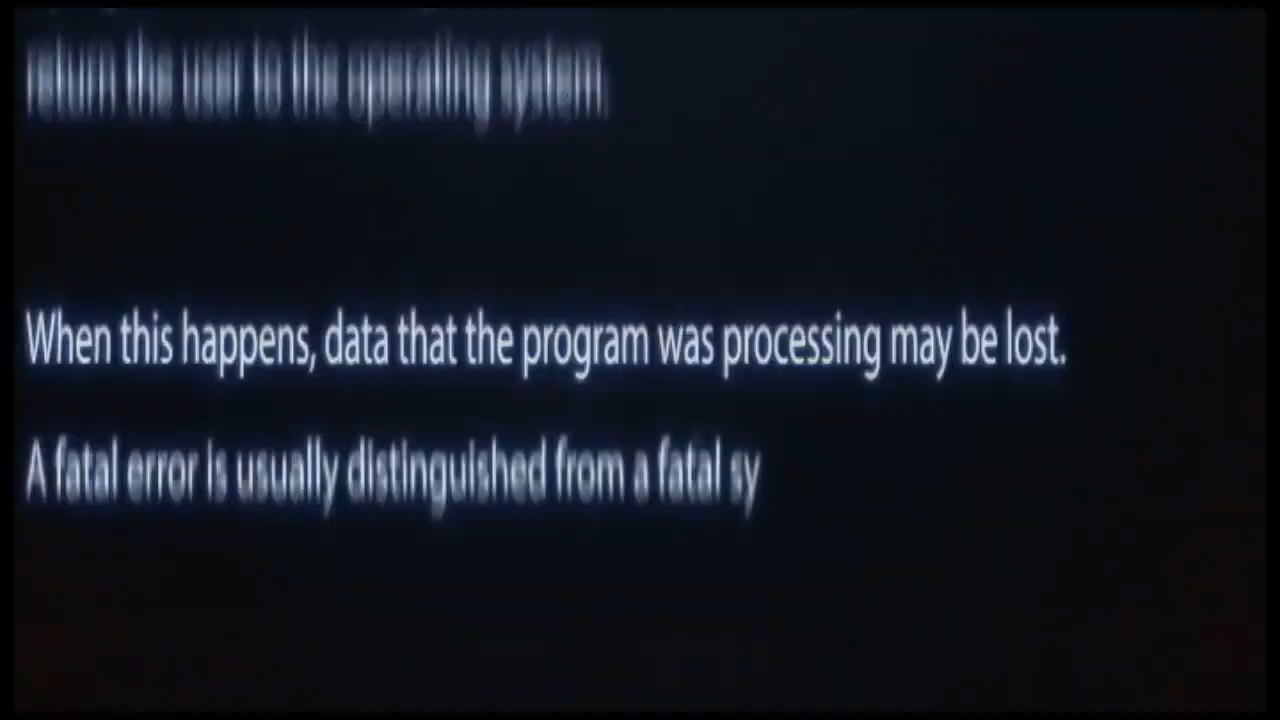 return the user to the operating system.
When this happens, data that the program was processing may be lost.
A fatal error is usually distinguished from a fatal sy